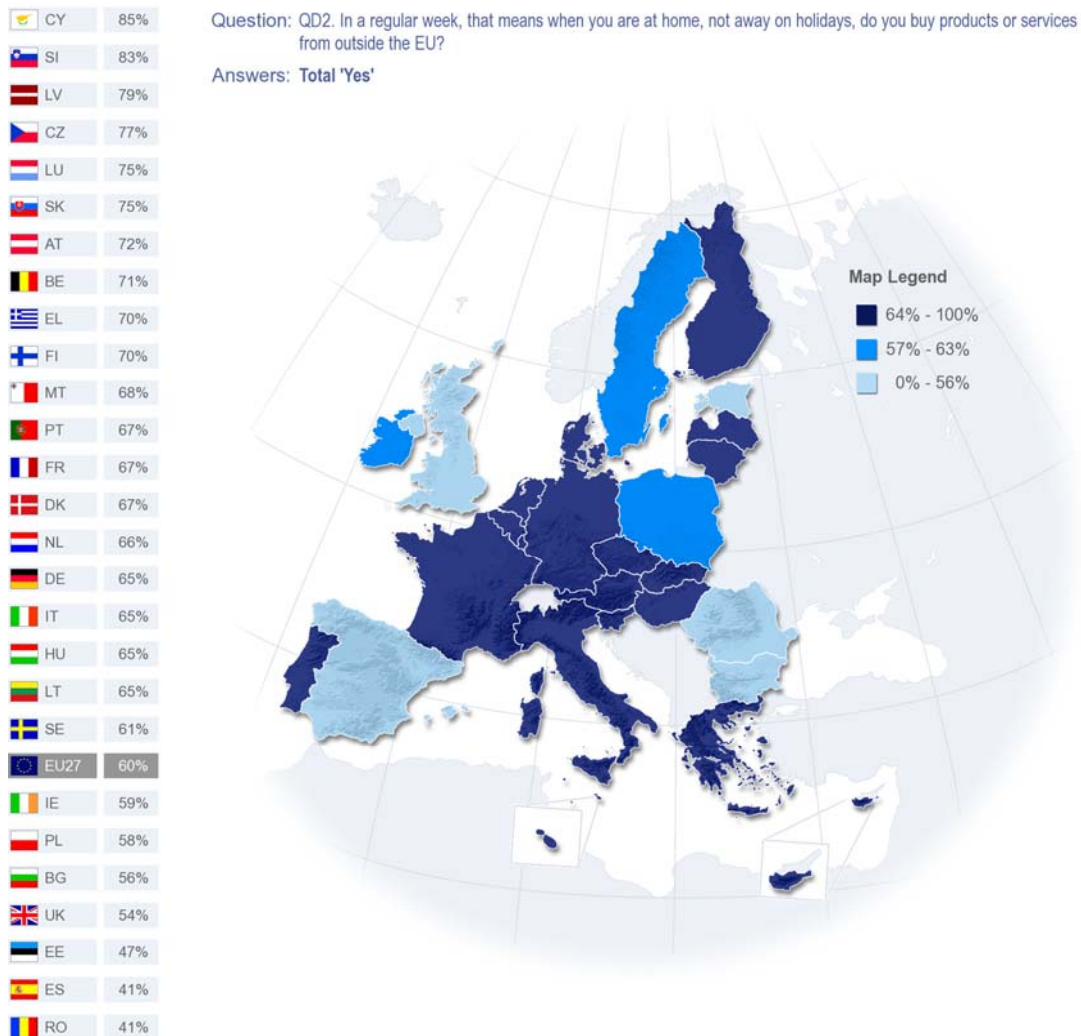 CY 85%
SI 83%
LV 79%
CZ 77%
LU 75%
SK 75%
AT 72%
BE 71%
EL 70%
FI 70%
MT 68%
PT 67%
FR 67%
DK 67%
NL 66%
DE 65%
IT 65%
HU 65%
LT 65%
SE 61%
EU27 60%
IE 59%
PL 58%
BG 56%
UK 54%
EE 47%
ES 41%
RO 41%
Question: QD2. In a regular week, that means when you are at home, not away on holidays, do you buy products or services
from outside the EU?
Answers: Total 'Yes'
Map Legend
64% - 100%
57% - 63%
0% - 56%